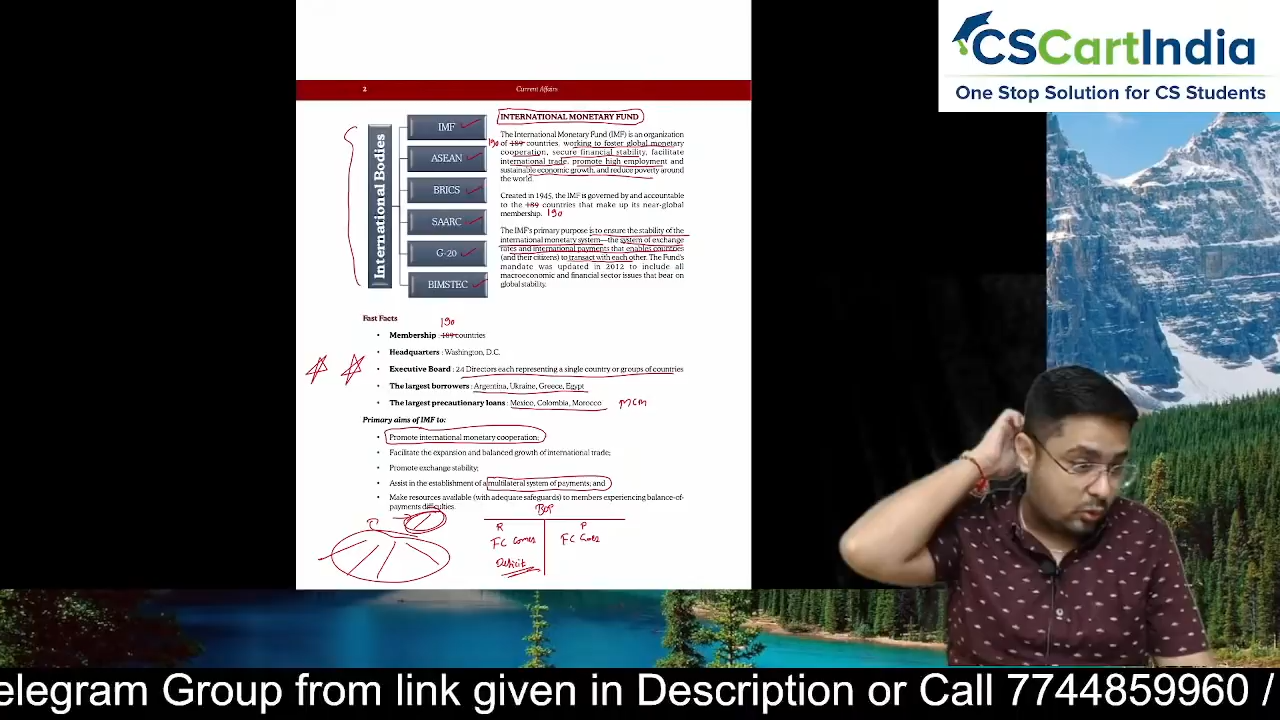 CSCartIndia
One Stop Solution for CS Students
2
Current Affairs
International Bodies
IMF
ASEAN
BRICS
SAARC
G-20
BIMSTEC
INTERNATIONAL MONETARY FUND
The International Monetary Fund (IMF) is an organization
190
of 189 countries, working to foster global monetary
cooperation, secure financial stability, facilitate
international trade, promote high employment and
sustainable economic growth, and reduce poverty around
the world.
Created in 1945, the IMF is governed by and accountable
to the 189 countries that make up its near-global
membership. 190
The IMF's primary purpose is to ensure the stability of the
international monetary system—the system of exchange
rates and international payments that enables countries
(and their citizens) to transact with each other. The Fund's
mandate was updated in 2012 to include all
macroeconomic and financial sector issues that bear on
global stability.
Fast Facts
190
• Membership : 189 countries
• Headquarters : Washington, D.C.
• Executive Board : 24 Directors each representing a single country or groups of countries
• The largest borrowers : Argentina, Ukraine, Greece, Egypt
• The largest precautionary loans : Mexico, Colombia, Morocco MCM
Primary aims of IMF to:
• Promote international monetary cooperation;
• Facilitate the expansion and balanced growth of international trade;
• Promote exchange stability;
• Assist in the establishment of a multilateral system of payments; and
• Make resources available (with adequate safeguards) to members experiencing balance-of-
payments difficulties.
BOP
R P
FC Comes FC Goes
Deficit
elegram Group from link given in Description or Call 7744859960 /